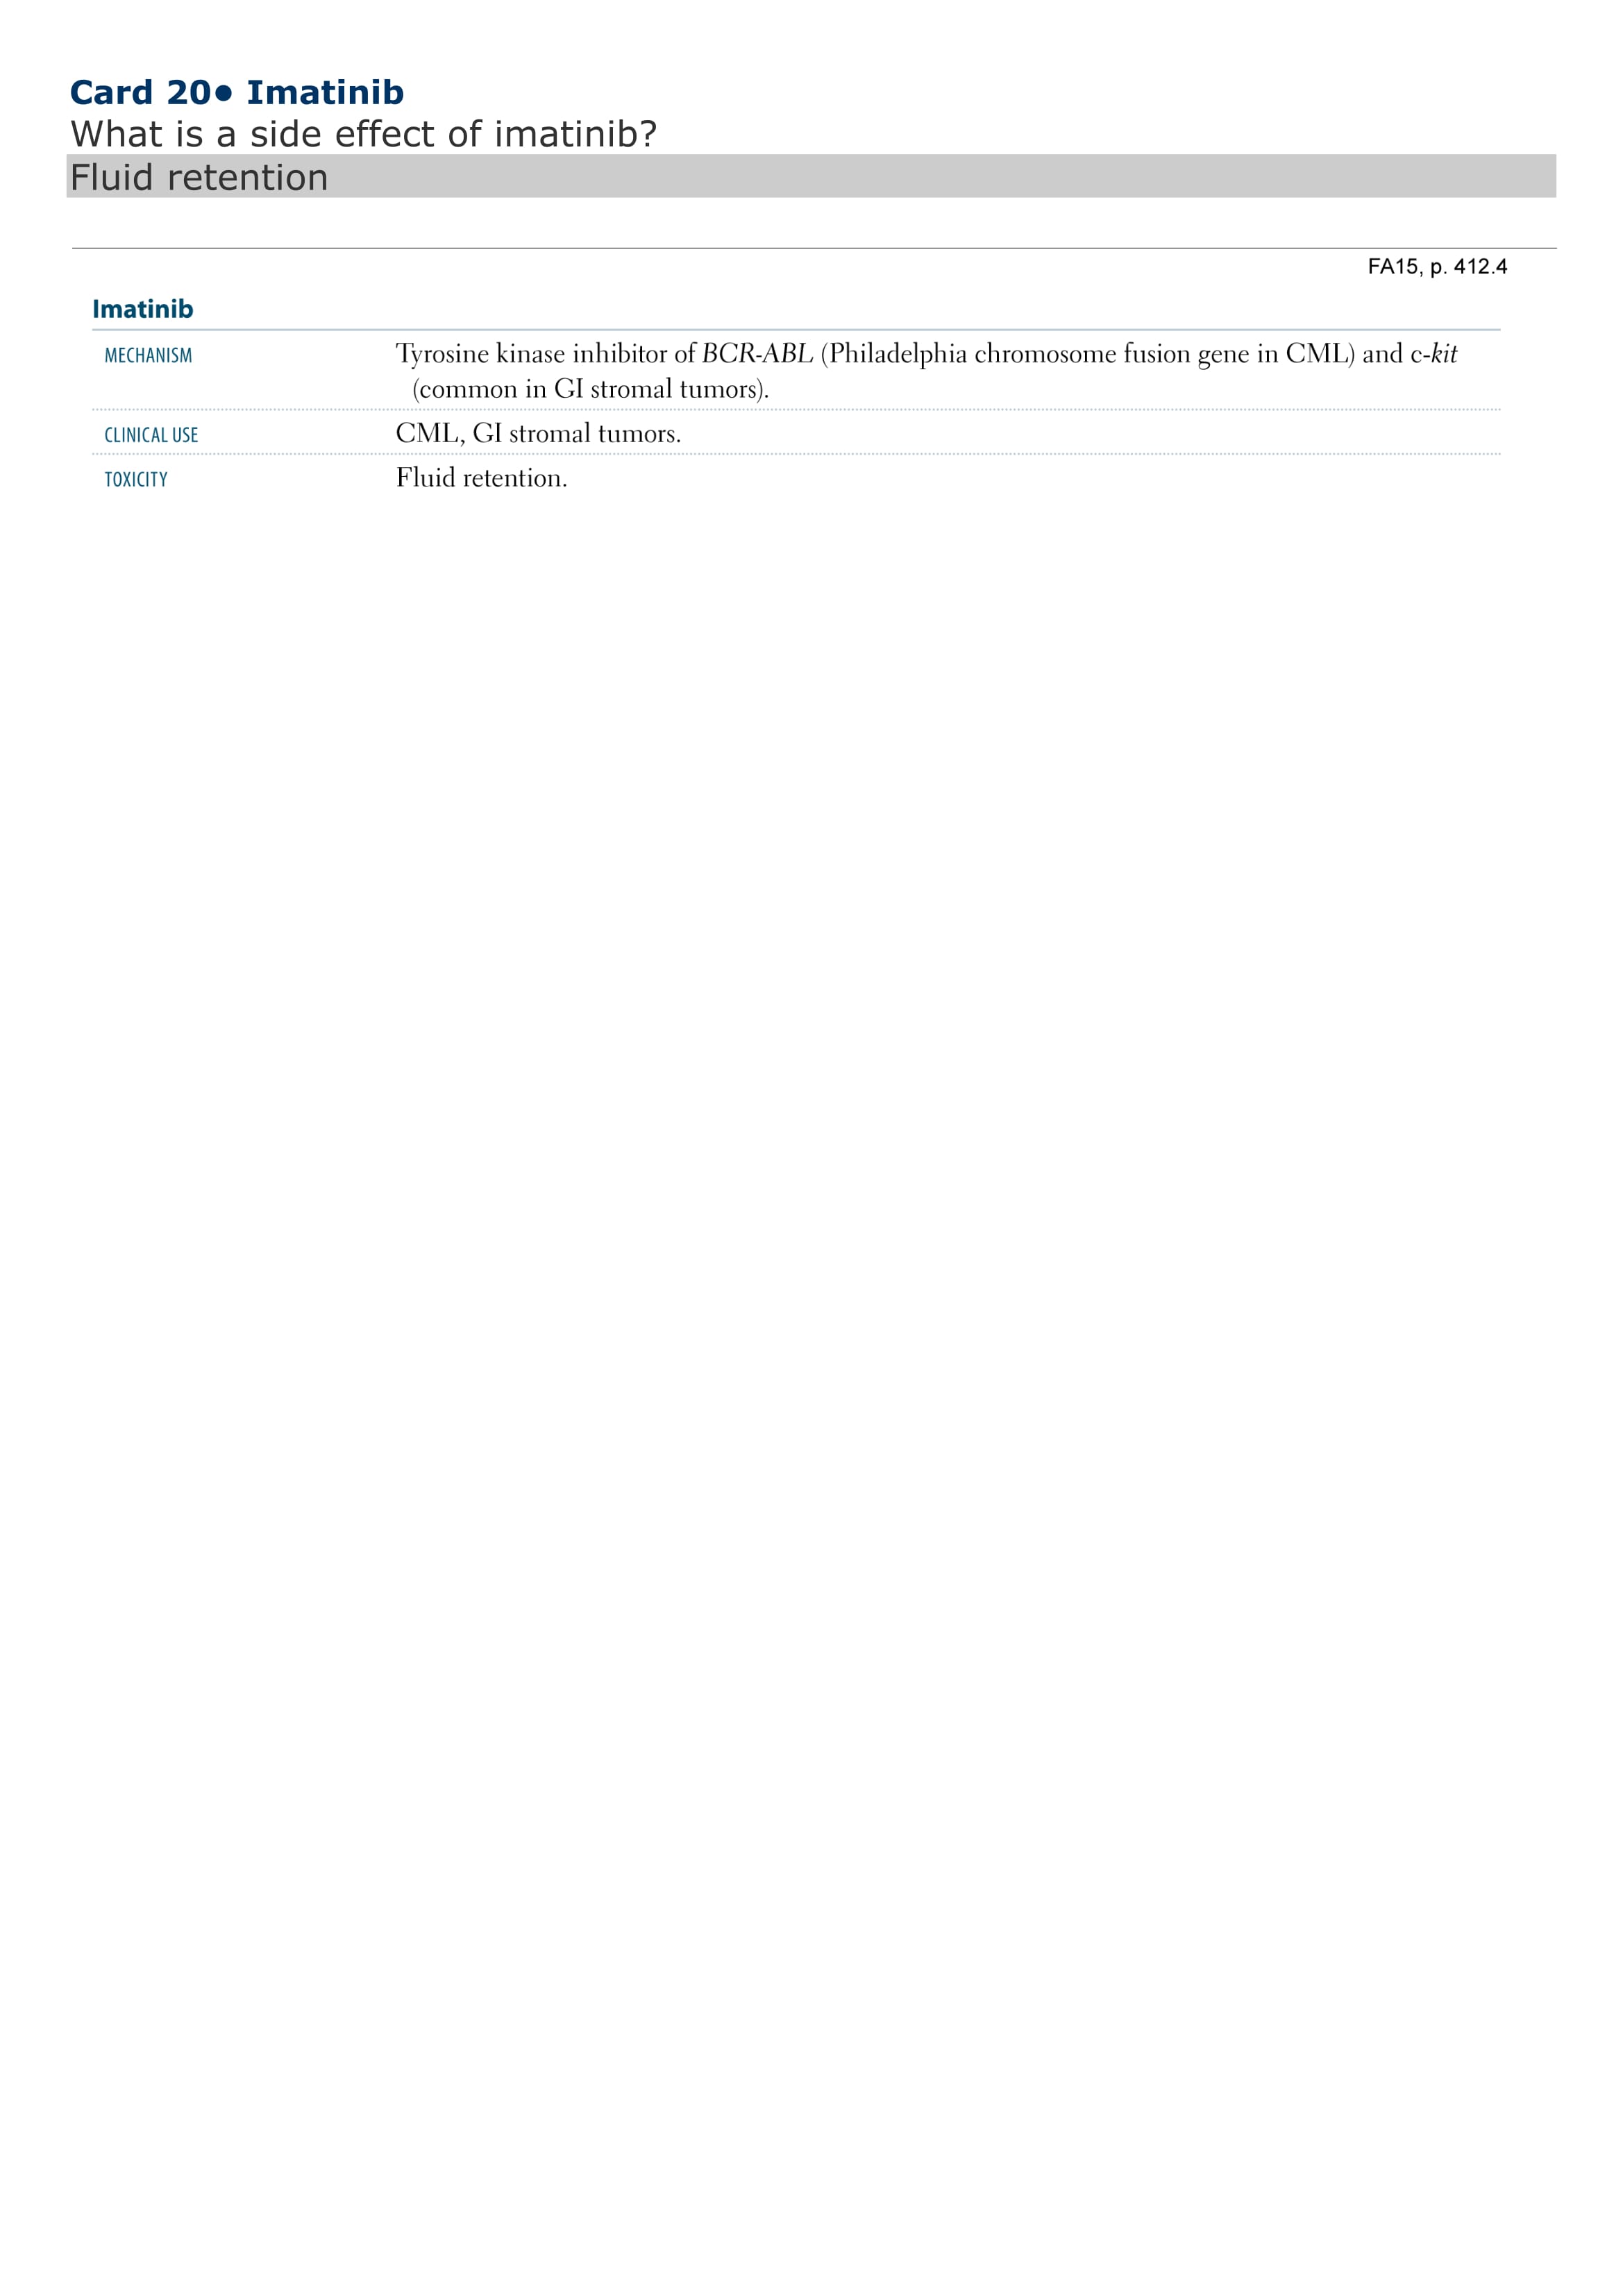 Card 20• Imatinib
What is a side effect of imatinib?
Fluid retention
FA15, p. 412.4
Imatinib
MECHANISM Tyrosine kinase inhibitor of BCR-ABL (Philadelphia chromosome fusion gene in CML) and c-kit
(common in GI stromal tumors).
CLINICAL USE CML, GI stromal tumors.
TOXICITY Fluid retention.